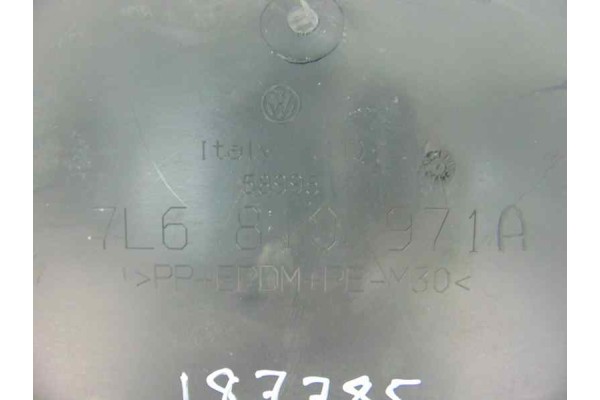 Italy
7L6 810 971A
>PP-EPDM+PE-M30<
187785